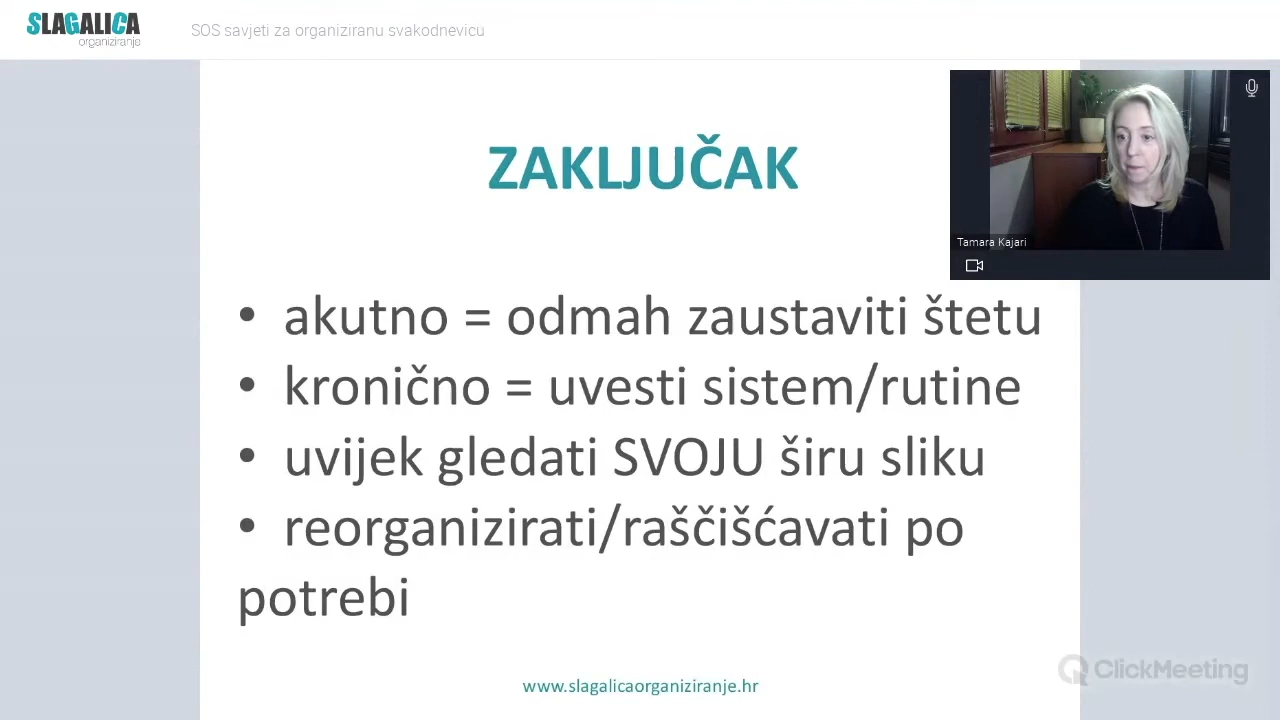 SLAGALICA
organiziranje
SOS savjeti za organiziranu svakodnevicu
ZAKLJUČAK
Tamara Kajari
• akutno = odmah zaustaviti štetu
• kronično = uvesti sistem/rutine
• uvijek gledati SVOJU širu sliku
• reorganizirati/raščišćavati po
potrebi
ClickMeeting
www.slagalicaorganiziranje.hr